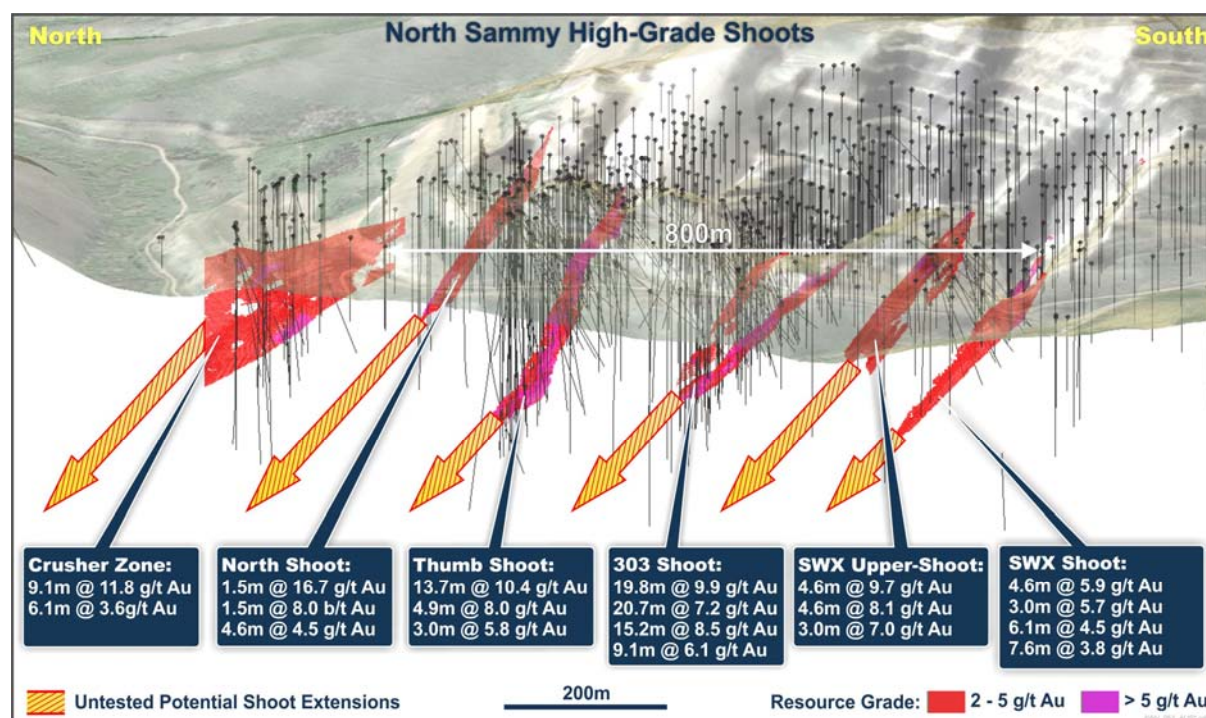 North
North Sammy High-Grade Shoots
South
800m
Crusher Zone:
9.1m @ 11.8 g/t Au
6.1m @ 3.6g/t Au
North Shoot:
1.5m @ 16.7 g/t Au
1.5m @ 8.0 b/t Au
4.6m @ 4.5 g/t Au
Thumb Shoot:
13.7m @ 10.4 g/t Au
4.9m @ 8.0 g/t Au
3.0m @ 5.8 g/t Au
303 Shoot:
19.8m @ 9.9 g/t Au
20.7m @ 7.2 g/t Au
15.2m @ 8.5 g/t Au
9.1m @ 6.1 g/t Au
SWX Upper-Shoot:
4.6m @ 9.7 g/t Au
4.6m @ 8.1 g/t Au
3.0m @ 7.0 g/t Au
SWX Shoot:
4.6m @ 5.9 g/t Au
3.0m @ 5.7 g/t Au
6.1m @ 4.5 g/t Au
7.6m @ 3.8 g/t Au
Untested Potential Shoot Extensions
200m
Resource Grade:
2 - 5 g/t Au
> 5 g/t Au